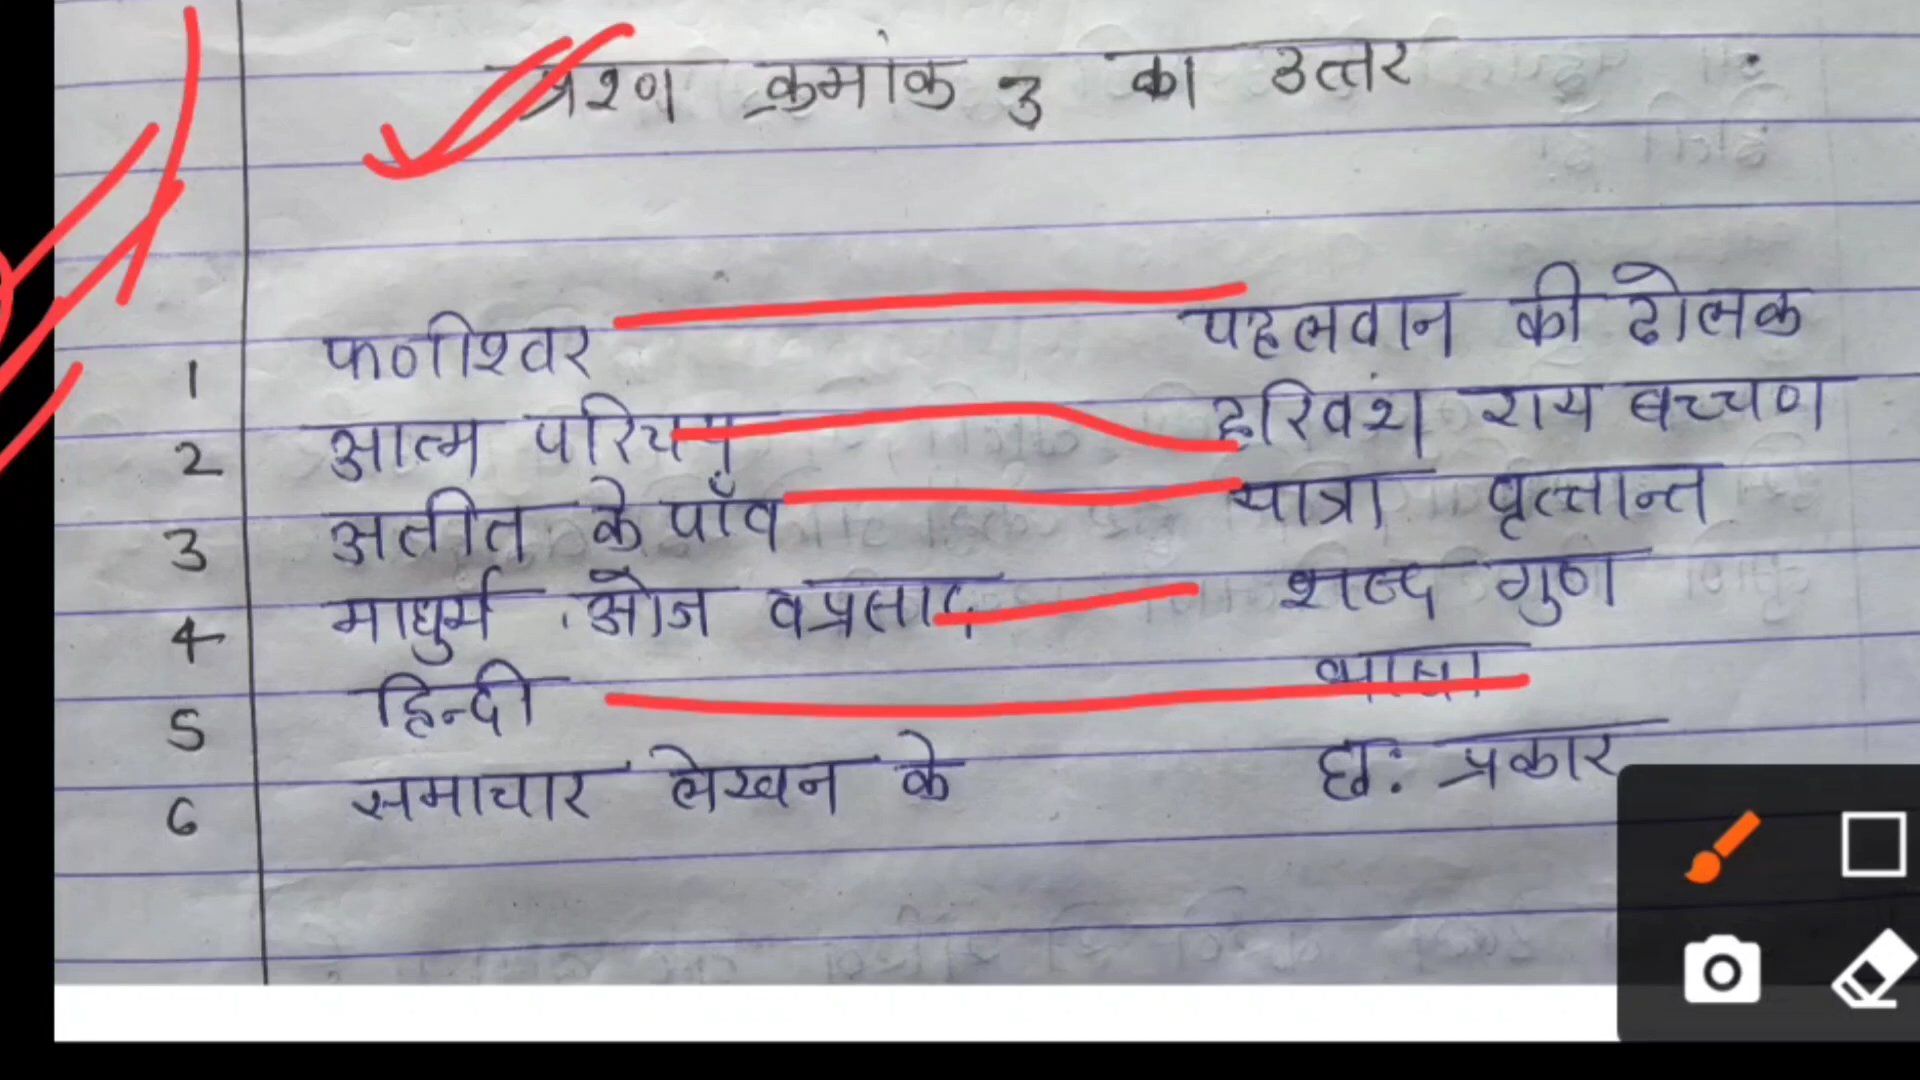 प्रश्ण क्रमांक 3 का उत्तर
1 फणीश्वर पहलवान की ढोलक
2 आत्म परिचय हरिवंश राय बच्चण
3 अतीत के पाँव यात्रा वृत्तान्त
4 माधुर्म ओज व प्रसाद शब्द गुण
5 हिन्दी भाषा
6 समाचार लेखन के छ: प्रकार